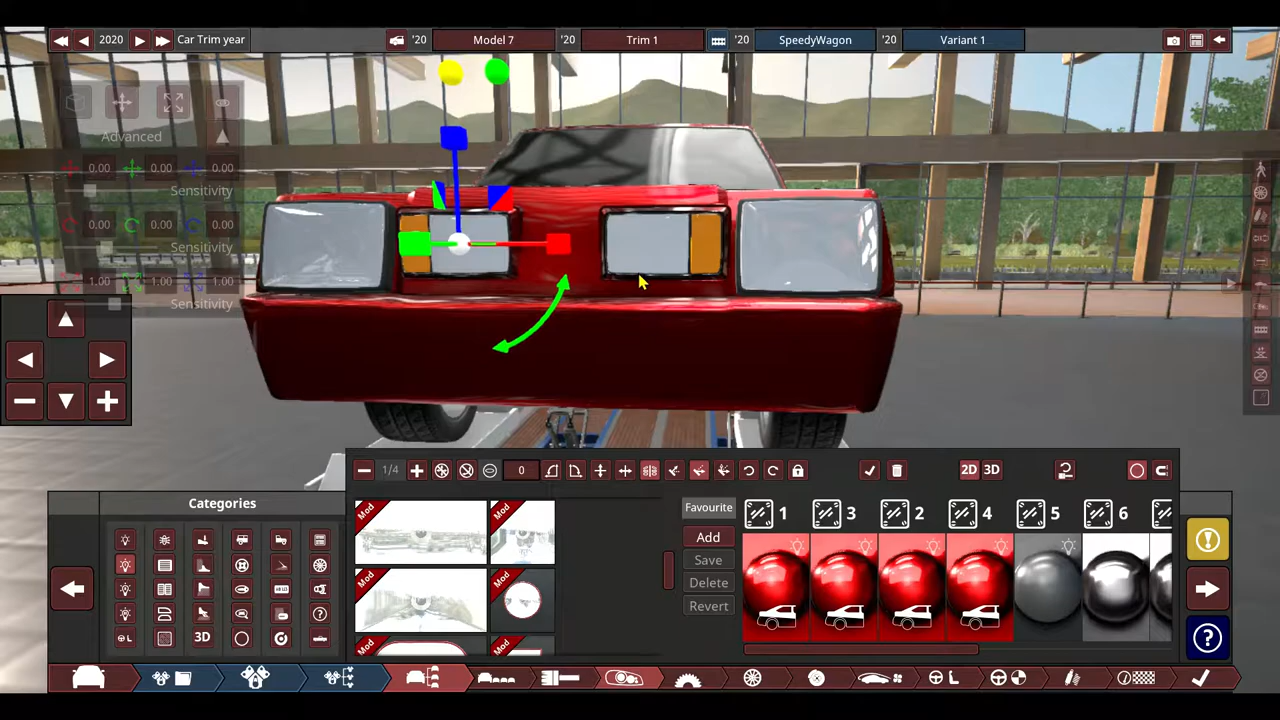 2020 Car Trim year '20 Model 7 '20 Trim 1 '20 SpeedyWagon '20 Variant 1
Advanced
0,00 0,00 0,00
Sensitivity
0,00 0,00 0,00
Sensitivity
1,00 1,00 1,00
Sensitivity
1/4 0 2D 3D
Categories
3D
Mod Mod
Mod Mod
Mod Mod
Favourite
Add
Save
Delete
Revert
1 3 2 4 5 6